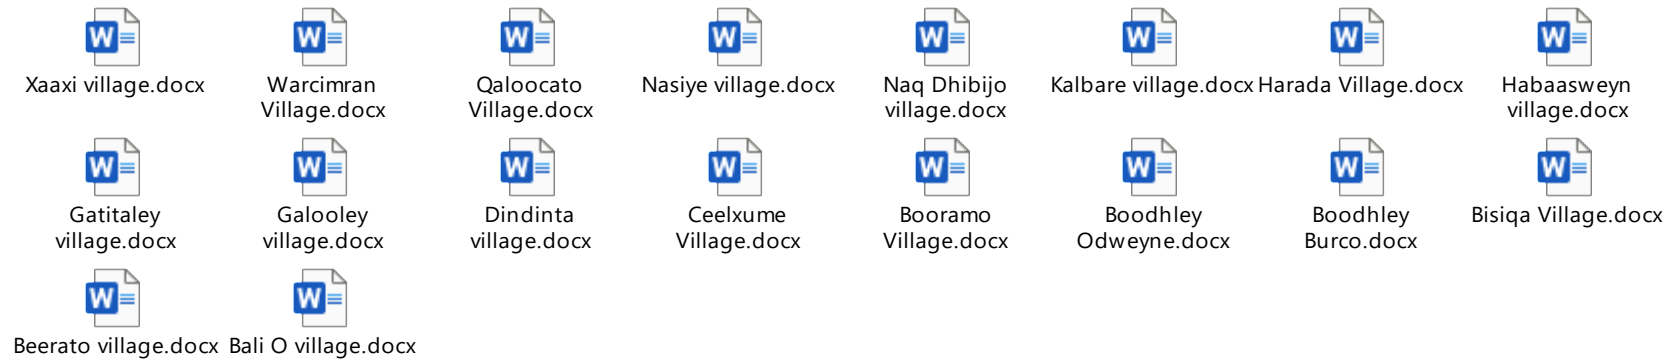 Xaaxi village.docx
Warcimran
Village.docx
Qaloocato
Village.docx
Nasiye village.docx
Naq Dhibijo
village.docx
Kalbare village.docx
Harada Village.docx
Habaasweyn
village.docx
Gatitaley
village.docx
Galooley
village.docx
Dindinta
village.docx
Ceelxume
Village.docx
Booramo
Village.docx
Boodhley
Odweyne.docx
Boodhley
Burco.docx
Bisiqa Village.docx
Beerato village.docx
Bali O village.docx